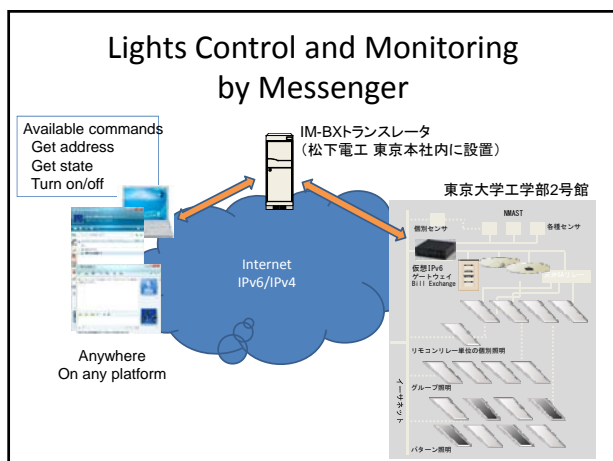 Lights Control and Monitoring
by Messenger
Available commands
Get address
Get state
Turn on/off
IM-BXトランスレータ
(松下電工 東京本社内に設置)
東京大学工学部2号館
NMAST
個別センサ
各種センサ
仮想IPv6
ゲートウェイ
Bill Exchange
Internet
IPv6/IPv4
Anywhere
On any platform
リモコンリレー単位の個別照明
イーサネット
グループ照明
パターン照明